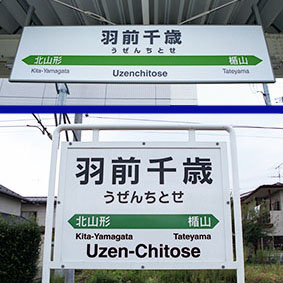 羽前千歳
うぜんちとせ
北山形 楯山
Kita-Yamagata Tateyama
Uzenchitose
羽前千歳
うぜんちとせ
北山形 楯山
Kita-Yamagata Tateyama
Uzen-Chitose